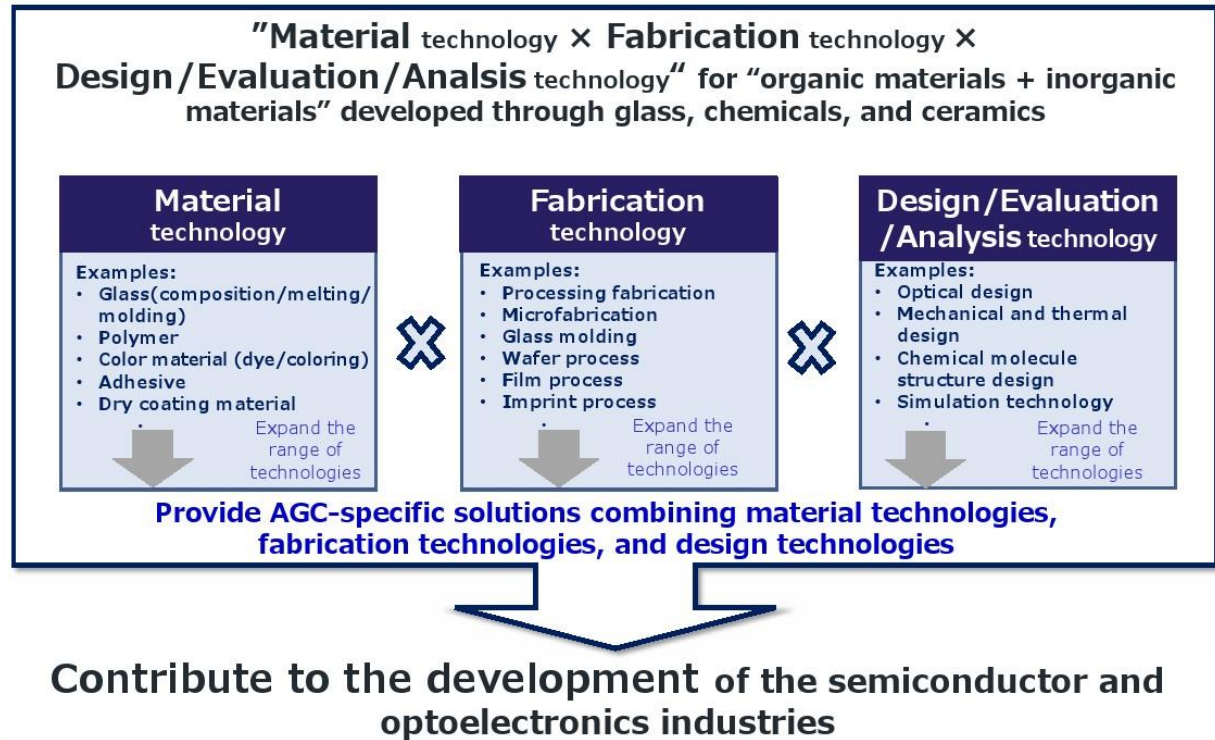 ”Material technology × Fabrication technology ×
Design/Evaluation/Analsis technology“ for “organic materials + inorganic
materials” developed through glass, chemicals, and ceramics
Material
technology
Examples:
• Glass(composition/melting/
molding)
• Polymer
• Color material (dye/coloring)
• Adhesive
• Dry coating material
•
Expand the
range of
technologies
Fabrication
technology
Examples:
• Processing fabrication
• Microfabrication
• Glass molding
• Wafer process
• Film process
• Imprint process
•
Expand the
range of
technologies
Design/Evaluation
/Analysis technology
Examples:
• Optical design
• Mechanical and thermal
design
• Chemical molecule
structure design
• Simulation technology
•
Expand the
range of
technologies
Provide AGC-specific solutions combining material technologies,
fabrication technologies, and design technologies
Contribute to the development of the semiconductor and
optoelectronics industries